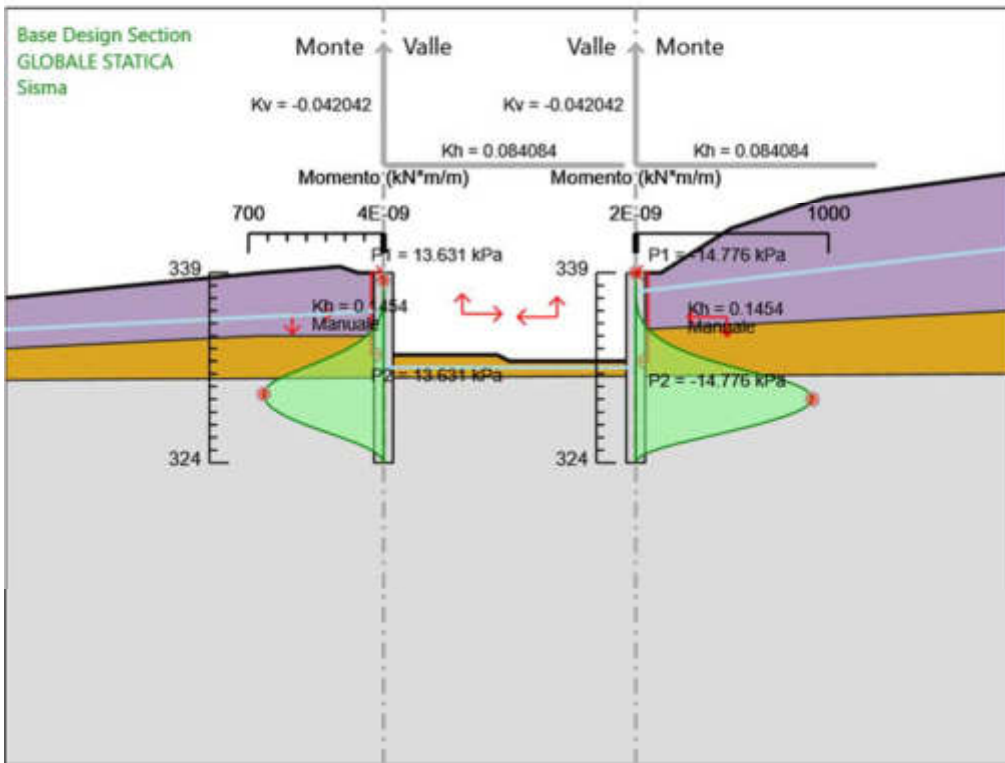 Base Design Section
GLOBALE STATICA
Sisma
Monte Valle
Valle Monte
Kv = -0.042042
Kv = -0.042042
Kh = 0.084084
Kh = 0.084084
Momento (kN*m/m)
Momento (kN*m/m)
700
4E-09
2E-09
1000
P1 = 13.631 kPa
P1 = -14.776 kPa
339
339
Kh = 0.1454
Manuale
Kh = 0.1454
Manuale
P2 = 13.631 kPa
P2 = -14.776 kPa
324
324